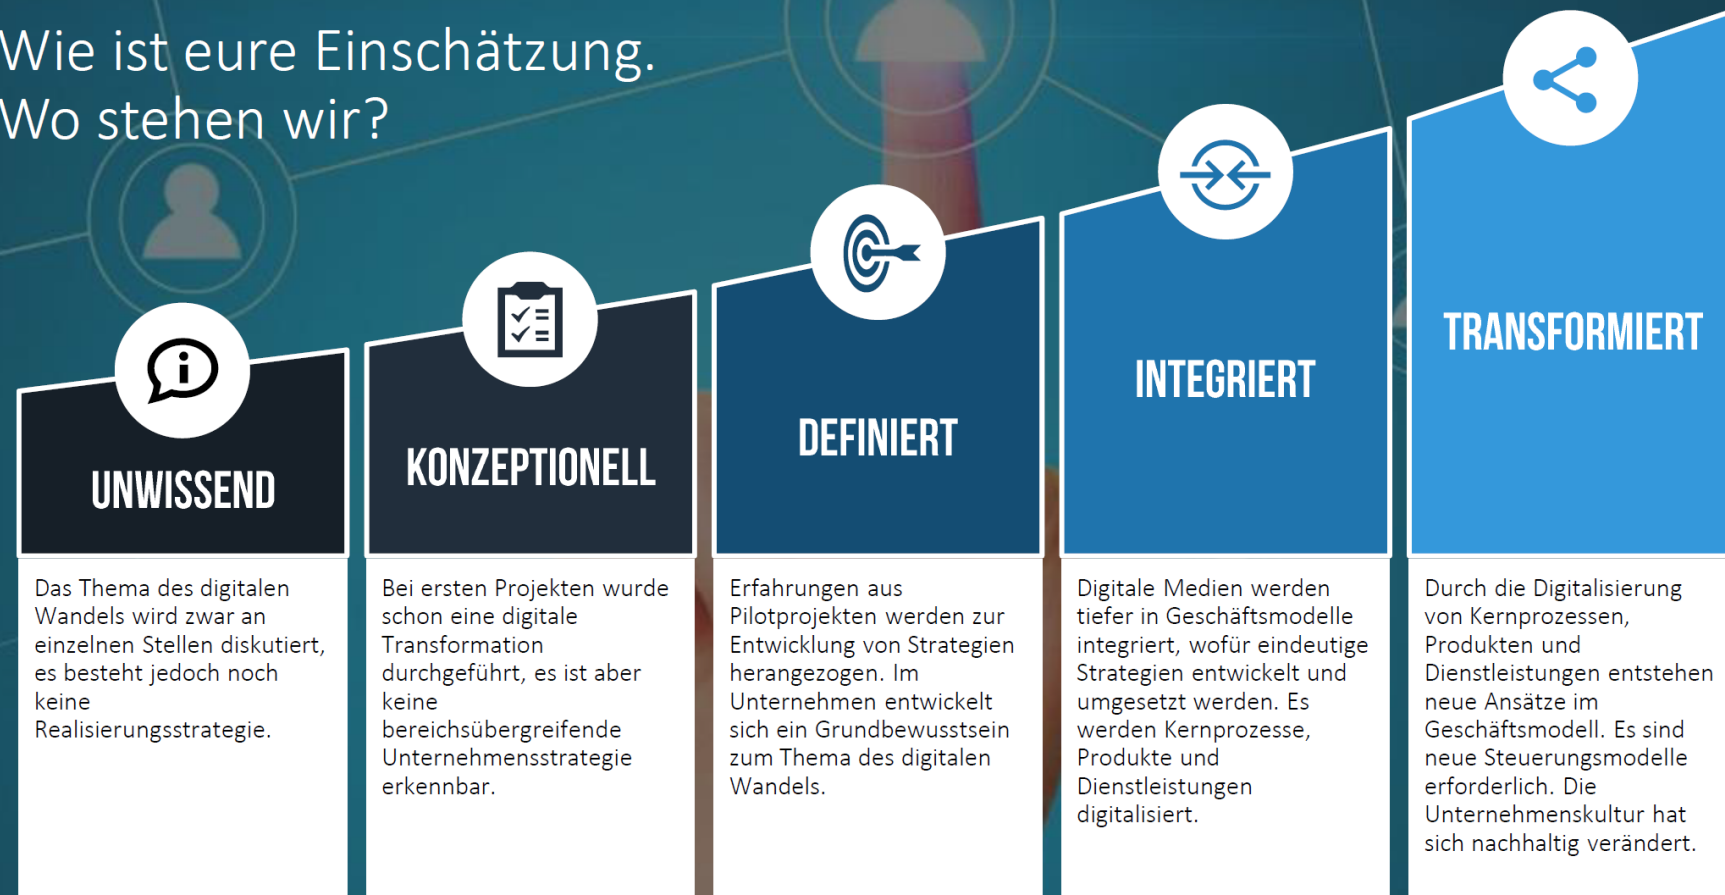 Wie ist eure Einschätzung.
Wo stehen wir?
UNWISSEND
Das Thema des digitalen
Wandels wird zwar an
einzelnen Stellen diskutiert,
es besteht jedoch noch
keine
Realisierungsstrategie.
KONZEPTIONELL
Bei ersten Projekten wurde
schon eine digitale
Transformation
durchgeführt, es ist aber
keine
bereichsübergreifende
Unternehmensstrategie
erkennbar.
DEFINIERT
Erfahrungen aus
Pilotprojekten werden zur
Entwicklung von Strategien
herangezogen. Im
Unternehmen entwickelt
sich ein Grundbewusstsein
zum Thema des digitalen
Wandels.
INTEGRIERT
Digitale Medien werden
tiefer in Geschäftsmodelle
integriert, wofür eindeutige
Strategien entwickelt und
umgesetzt werden. Es
werden Kernprozesse,
Produkte und
Dienstleistungen
digitalisiert.
TRANSFORMIERT
Durch die Digitalisierung
von Kernprozessen,
Produkten und
Dienstleistungen entstehen
neue Ansätze im
Geschäftsmodell. Es sind
neue Steuerungsmodelle
erforderlich. Die
Unternehmenskultur hat
sich nachhaltig verändert.